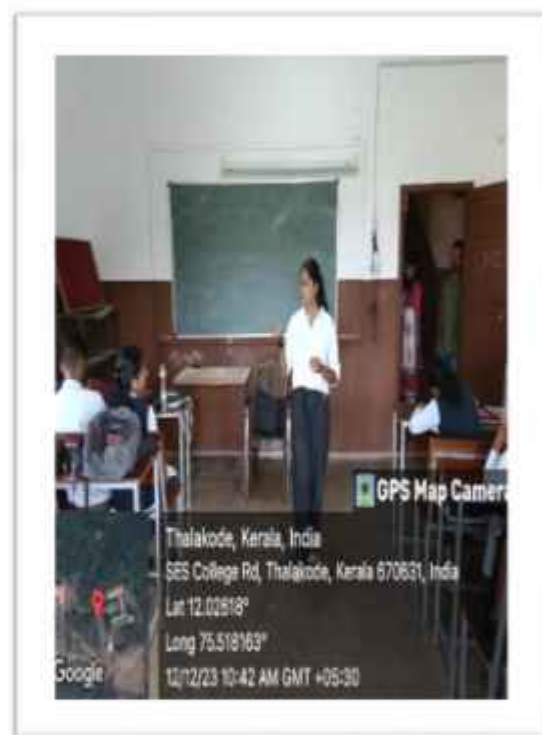 GPS Map Camera
Thalakode, Kerala, India
SES College Rd, Thalakode, Kerala 670631, India
Lat 12.02618°
Long 75.518163°
12/12/23 10:42 AM GMT +05:30
Google